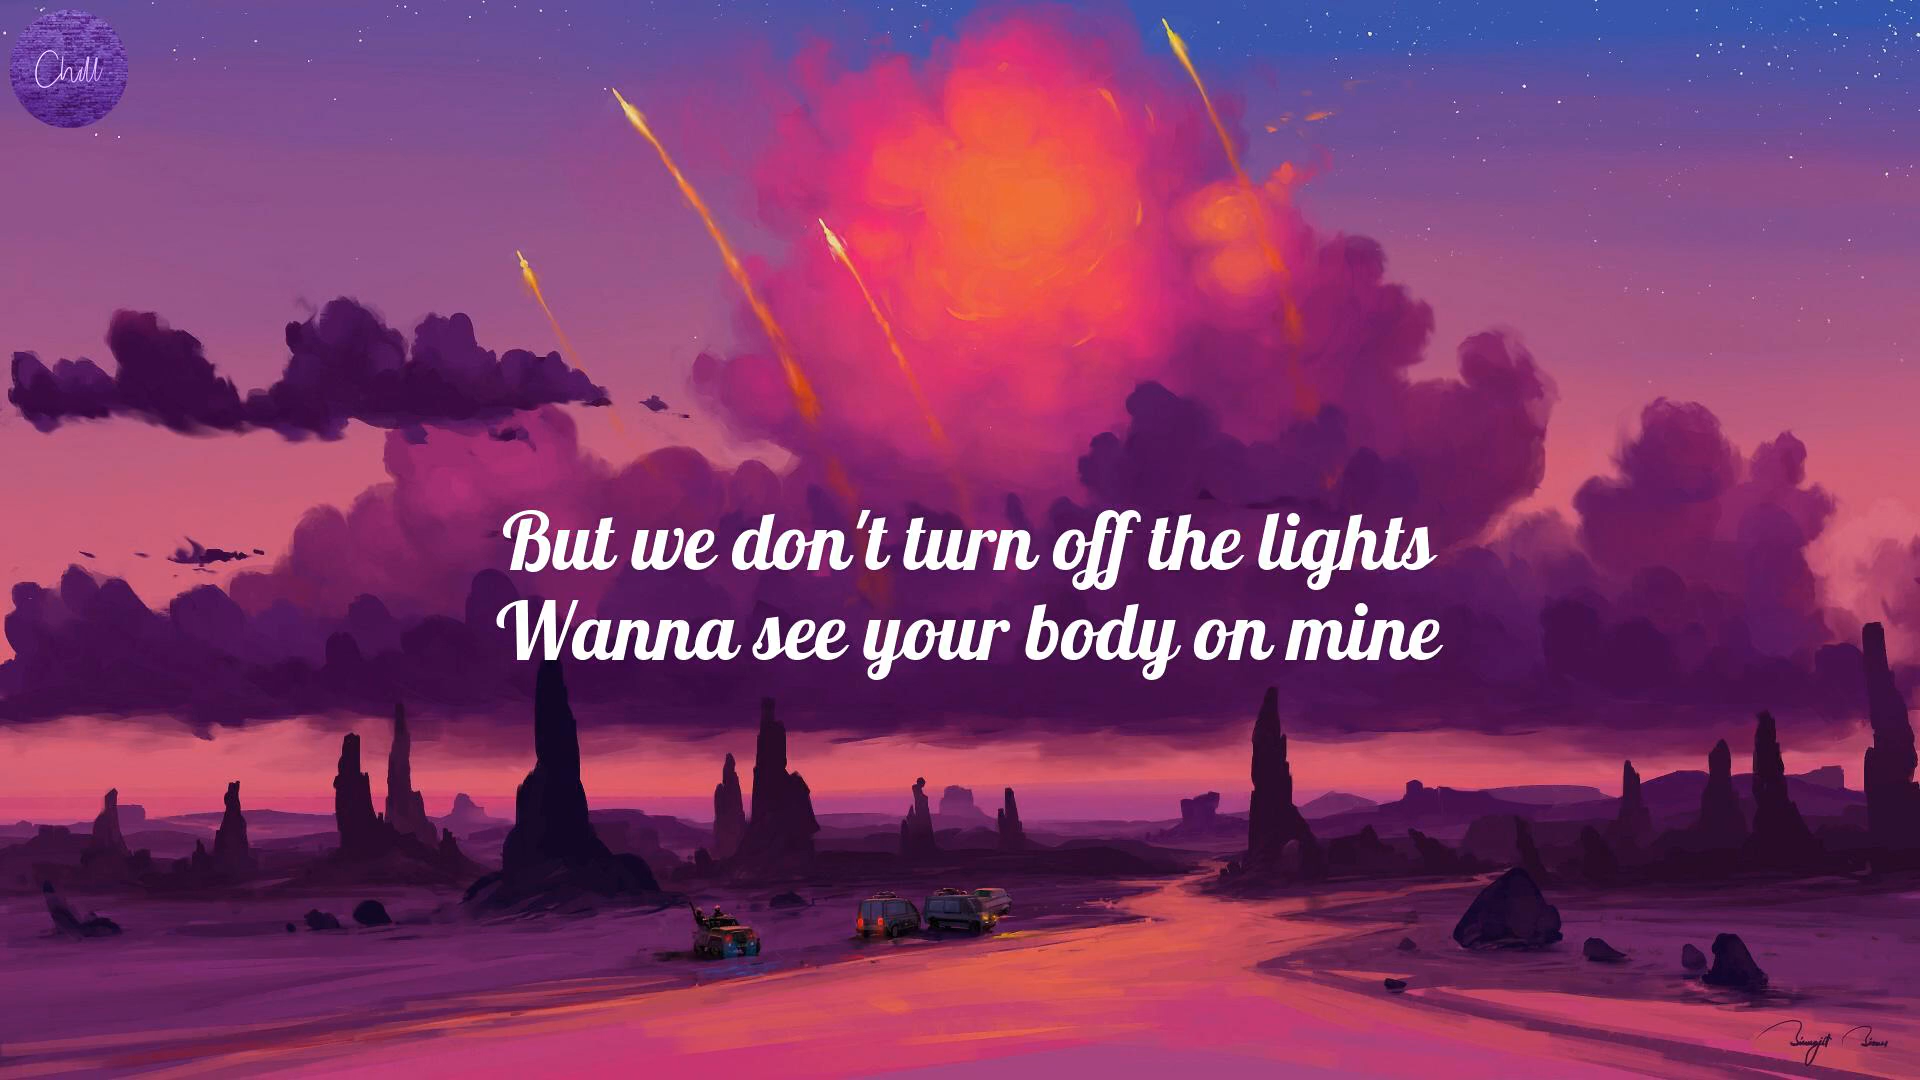 Chill
But we don't turn off the lights
Wanna see your body on mine